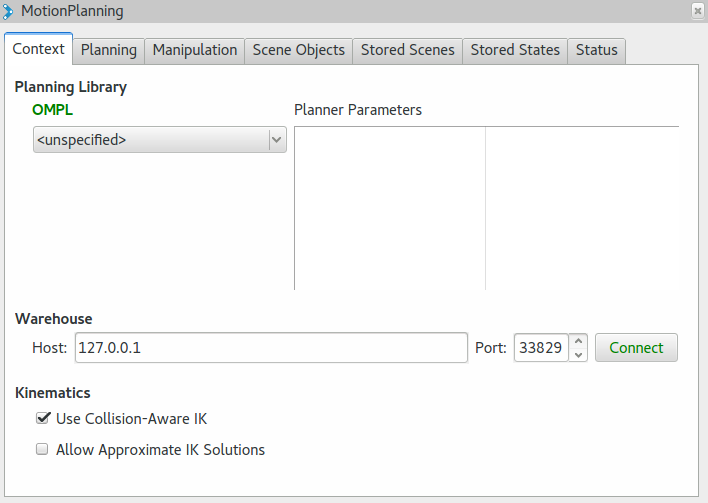 MotionPlanning
Context Planning Manipulation Scene Objects Stored Scenes Stored States Status
Planning Library
OMPL Planner Parameters
<unspecified>
Warehouse
Host: 127.0.0.1 Port: 33829 Connect
Kinematics
Use Collision-Aware IK
Allow Approximate IK Solutions